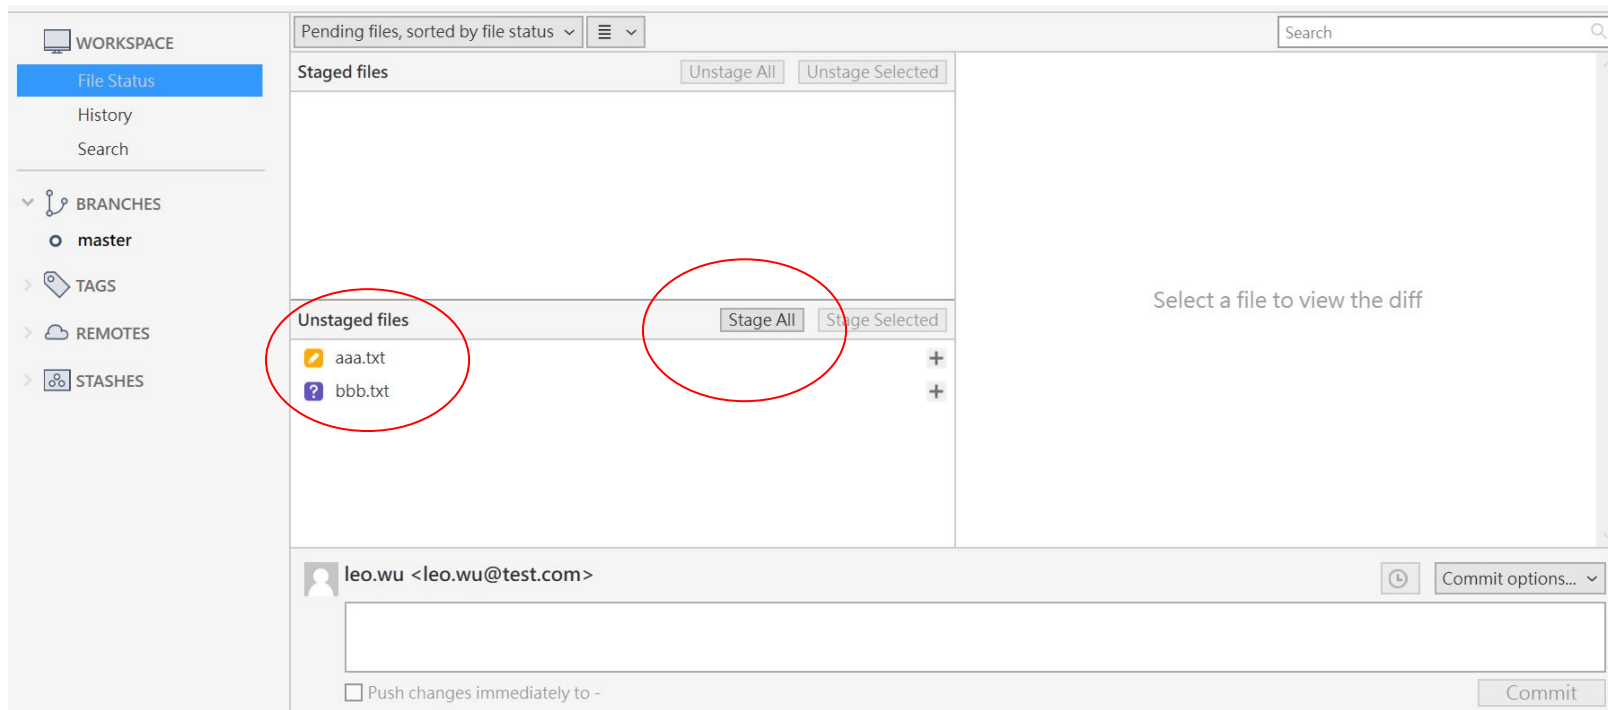 WORKSPACE
File Status
History
Search
BRANCHES
master
TAGS
REMOTES
STASHES
Pending files, sorted by file status
Search
Staged files
Unstage All
Unstage Selected
Unstaged files
Stage All
Stage Selected
aaa.txt
? bbb.txt
Select a file to view the diff
leo.wu <leo.wu@test.com>
Commit options...
Push changes immediately to -
Commit